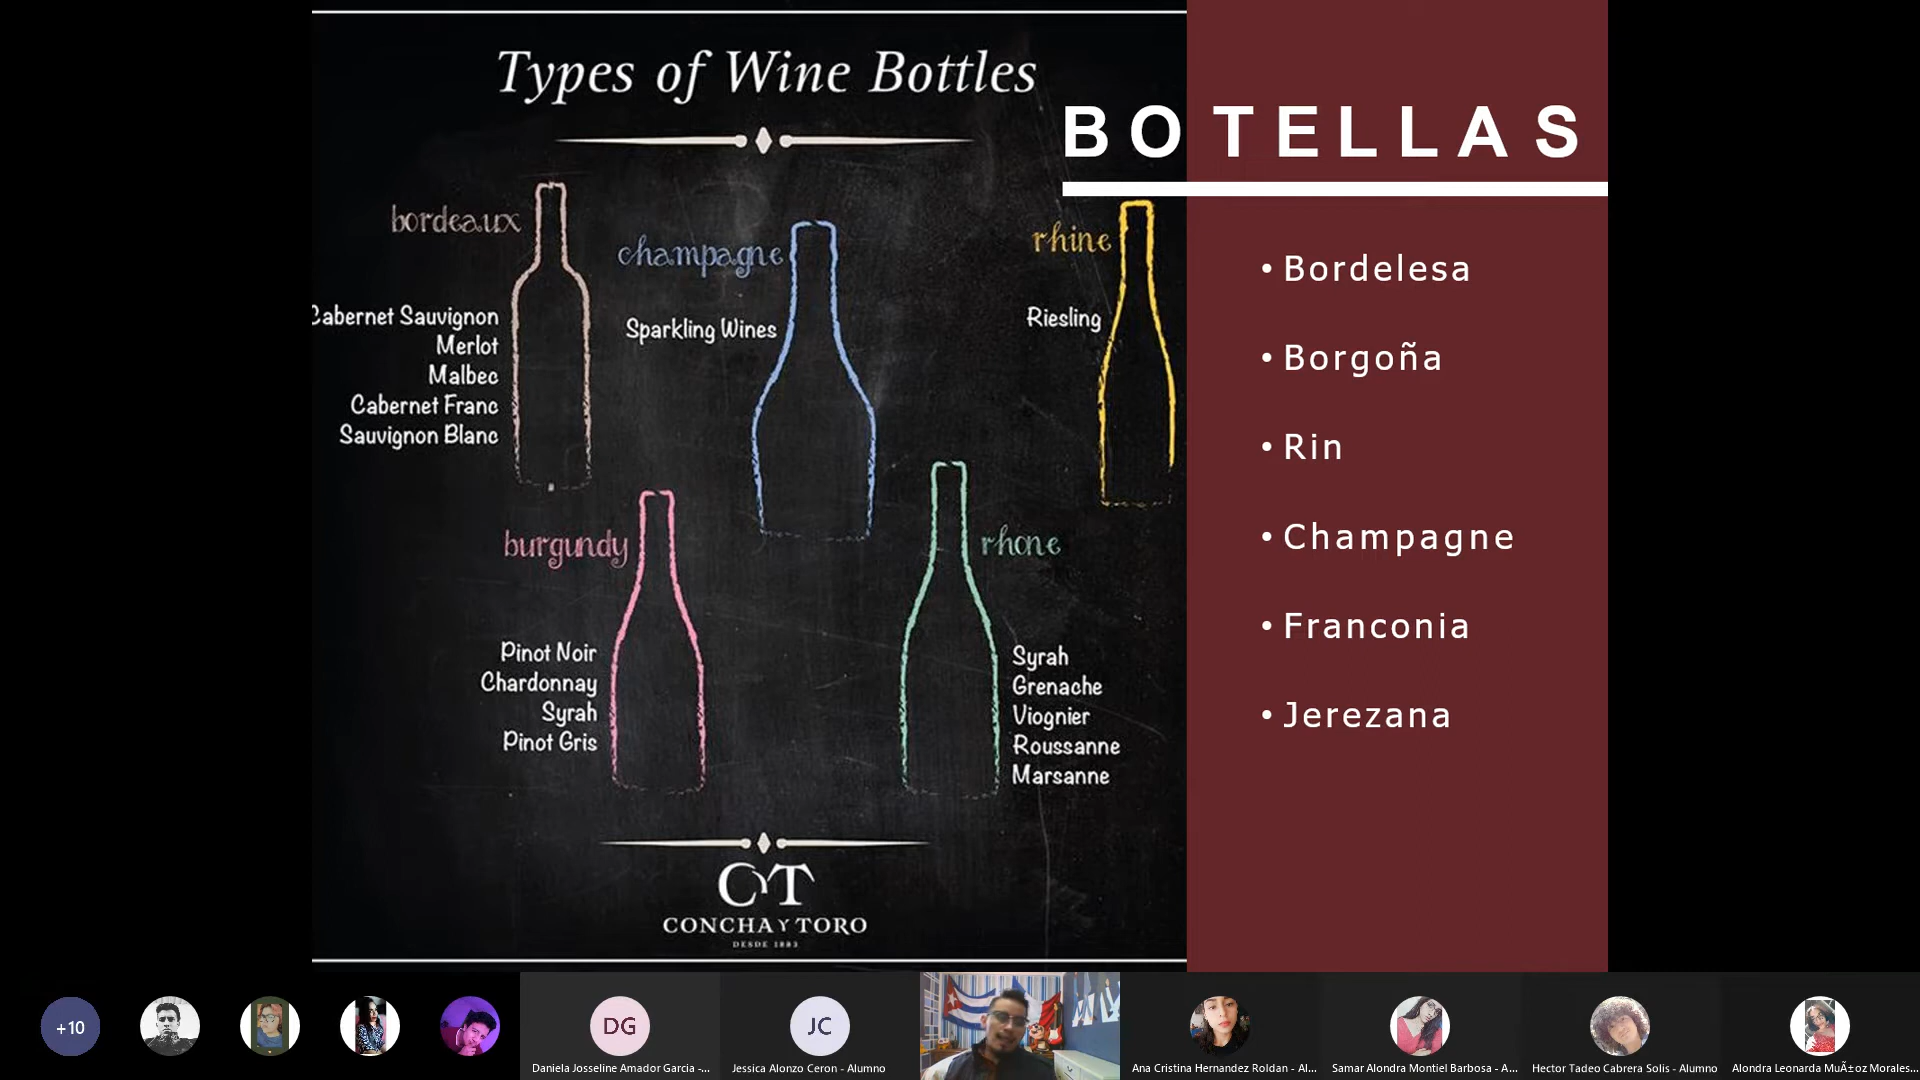 Types of Wine Bottles
BOTELLAS
bordeaux
Cabernet Sauvignon
Merlot
Malbec
Cabernet Franc
Sauvignon Blanc
champagne
Sparkling Wines
rhine
Riesling
burgundy
Pinot Noir
Chardonnay
Syrah
Pinot Gris
rhone
Syrah
Grenache
Viognier
Roussanne
Marsanne
CT
CONCHA Y TORO
DESDE 1883
• Bordelesa
• Borgoña
• Rin
• Champagne
• Franconia
• Jerezana
+10
DG
Daniela Josseline Amador Garcia -...
JC
Jessica Alonzo Ceron - Alumno
Ana Cristina Hernandez Roldan - Al...
Samar Alondra Montiel Barbosa - A...
Hector Tadeo Cabrera Solis - Alumno
Alondra Leonarda MuÃ±oz Morales...